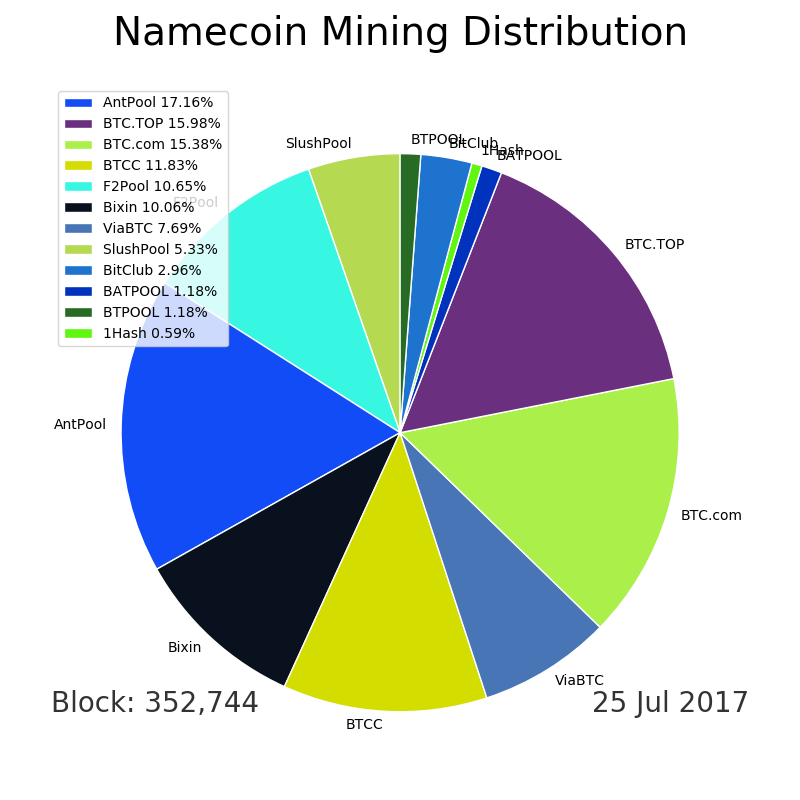 Namecoin Mining Distribution
AntPool 17.16%
BTC.TOP 15.98%
BTC.com 15.38%
BTCC 11.83%
F2Pool 10.65%
Bixin 10.06%
ViaBTC 7.69%
SlushPool 5.33%
BitClub 2.96%
BATPOOL 1.18%
BTPOOL 1.18%
1Hash 0.59%
SlushPool
BTPOOL
BitClub
1Hash
BATPOOL
F2Pool
BTC.TOP
AntPool
BTC.com
Bixin
ViaBTC
BTCC
Block: 352,744
25 Jul 2017